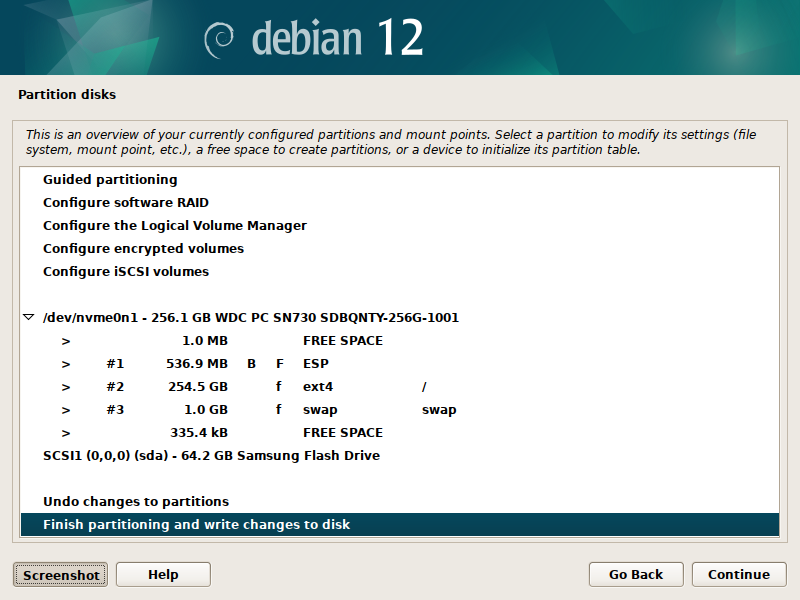 debian 12
Partition disks
This is an overview of your currently configured partitions and mount points. Select a partition to modify its settings (file
system, mount point, etc.), a free space to create partitions, or a device to initialize its partition table.
Guided partitioning
Configure software RAID
Configure the Logical Volume Manager
Configure encrypted volumes
Configure iSCSI volumes
/dev/nvme0n1 - 256.1 GB WDC PC SN730 SDBQNTY-256G-1001
> 1.0 MB FREE SPACE
> #1 536.9 MB B F ESP
> #2 254.5 GB f ext4 /
> #3 1.0 GB f swap swap
> 335.4 kB FREE SPACE
SCSI1 (0,0,0) (sda) - 64.2 GB Samsung Flash Drive
Undo changes to partitions
Finish partitioning and write changes to disk
Screenshot Help Go Back Continue